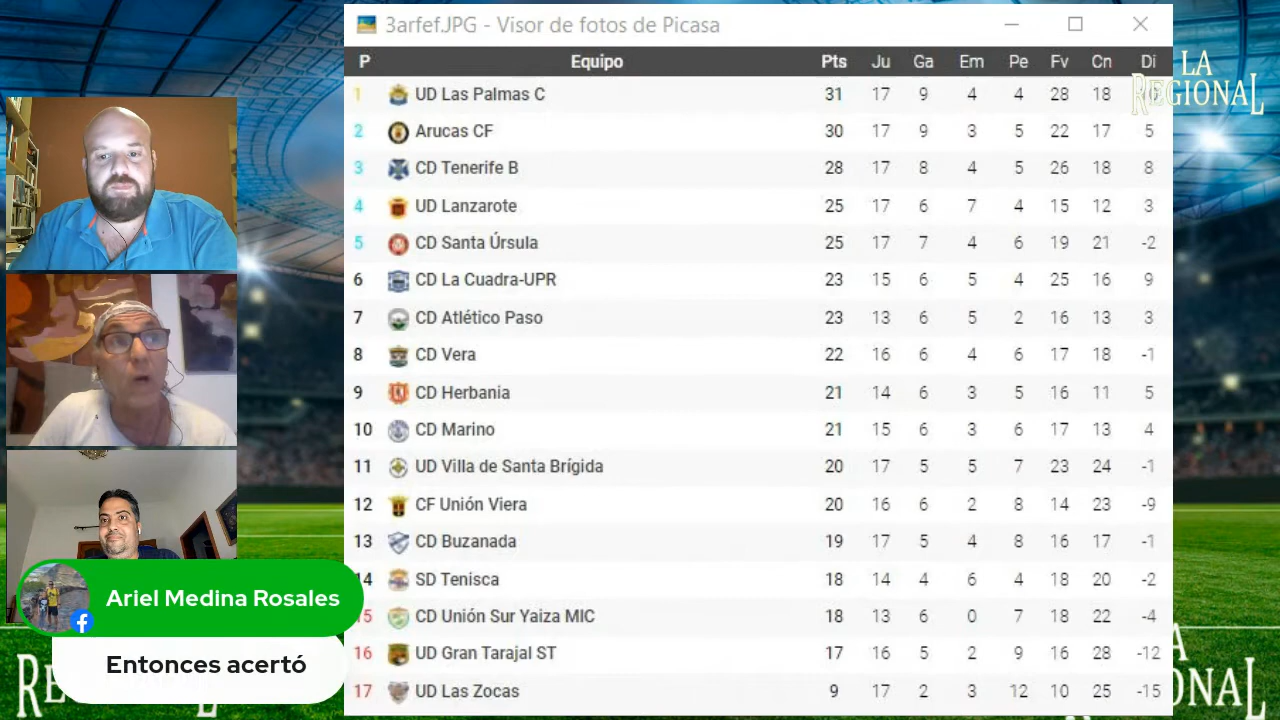 3arfef.JPG - Visor de fotos de Picasa
P Equipo Pts Ju Ga Em Pe Fv Cn Di
1 UD Las Palmas C 31 17 9 4 4 28 18
2 Arucas CF 30 17 9 3 5 22 17 5
3 CD Tenerife B 28 17 8 4 5 26 18 8
4 UD Lanzarote 25 17 6 7 4 15 12 3
5 CD Santa Úrsula 25 17 7 4 6 19 21 -2
6 CD La Cuadra-UPR 23 15 6 5 4 25 16 9
7 CD Atlético Paso 23 13 6 5 2 16 13 3
8 CD Vera 22 16 6 4 6 17 18 -1
9 CD Herbania 21 14 6 3 5 16 11 5
10 CD Marino 21 15 6 3 6 17 13 4
11 UD Villa de Santa Brígida 20 17 5 5 7 23 24 -1
12 CF Unión Viera 20 16 6 2 8 14 23 -9
13 CD Buzanada 19 17 5 4 8 16 17 -1
14 SD Tenisca 18 14 4 6 4 18 20 -2
15 CD Unión Sur Yaiza MIC 18 13 6 0 7 18 22 -4
16 UD Gran Tarajal ST 17 16 5 2 9 16 28 -12
17 UD Las Zocas 9 17 2 3 12 10 25 -15
LA
REGIONAL
Ariel Medina Rosales
Entonces acertó